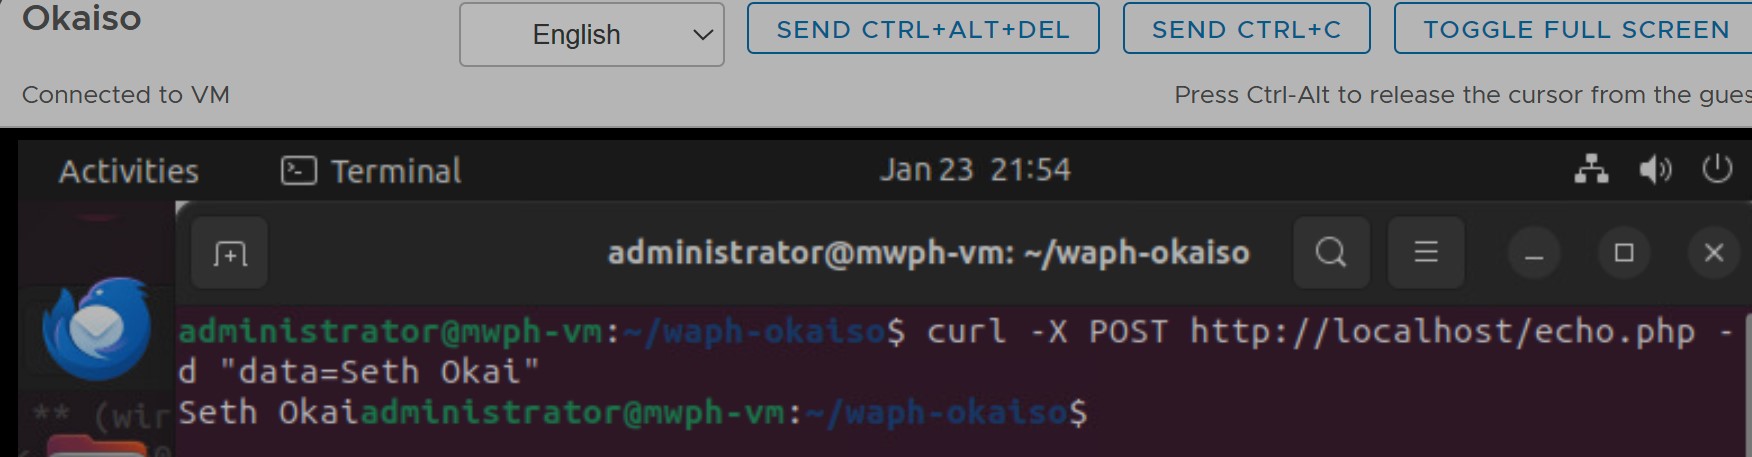 Okaiso
English
SEND CTRL+ALT+DEL
SEND CTRL+C
TOGGLE FULL SCREEN
Connected to VM
Press Ctrl-Alt to release the cursor from the gues
Activities
Terminal
Jan 23 21:54
administrator@mwph-vm: ~/waph-okaiso
administrator@mwph-vm:~/waph-okaiso$ curl -X POST http://localhost/echo.php -
d "data=Seth Okai"
** (wir
Seth Okaiadministrator@mwph-vm:~/waph-okaiso$